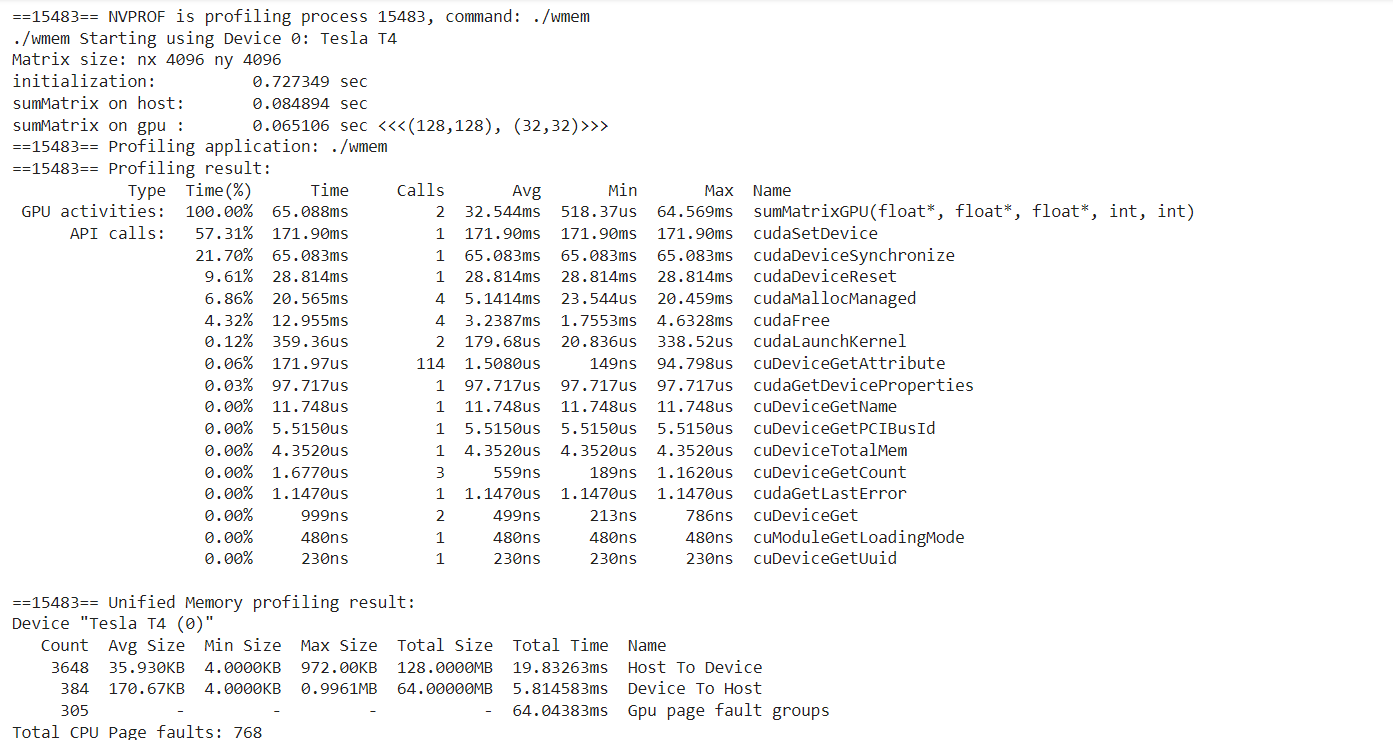 ==15483== NVPROF is profiling process 15483, command: ./wmem
./wmem Starting using Device 0: Tesla T4
Matrix size: nx 4096 ny 4096
initialization:          0.727349 sec
sumMatrix on host:       0.084894 sec
sumMatrix on gpu :       0.065106 sec <<<(128,128), (32,32)>>>
==15483== Profiling application: ./wmem
==15483== Profiling result:
            Type  Time(%)      Time     Calls       Avg       Min       Max  Name
 GPU activities:  100.00%  65.088ms         2  32.544ms  518.37us  64.569ms  sumMatrixGPU(float*, float*, float*, int, int)
      API calls:   57.31%  171.90ms         1  171.90ms  171.90ms  171.90ms  cudaSetDevice
                   21.70%  65.083ms         1  65.083ms  65.083ms  65.083ms  cudaDeviceSynchronize
                    9.61%  28.814ms         1  28.814ms  28.814ms  28.814ms  cudaDeviceReset
                    6.86%  20.565ms         4  5.1414ms  23.544us  20.459ms  cudaMallocManaged
                    4.32%  12.955ms         4  3.2387ms  1.7553ms  4.6328ms  cudaFree
                    0.12%  359.36us         2  179.68us  20.836us  338.52us  cudaLaunchKernel
                    0.06%  171.97us       114  1.5080us     149ns  94.798us  cuDeviceGetAttribute
                    0.03%  97.717us         1  97.717us  97.717us  97.717us  cudaGetDeviceProperties
                    0.00%  11.748us         1  11.748us  11.748us  11.748us  cuDeviceGetName
                    0.00%  5.5150us         1  5.5150us  5.5150us  5.5150us  cuDeviceGetPCIBusId
                    0.00%  4.3520us         1  4.3520us  4.3520us  4.3520us  cuDeviceTotalMem
                    0.00%  1.6770us         3     559ns     189ns  1.1620us  cuDeviceGetCount
                    0.00%  1.1470us         1  1.1470us  1.1470us  1.1470us  cudaGetLastError
                    0.00%     999ns         2     499ns     213ns     786ns  cuDeviceGet
                    0.00%     480ns         1     480ns     480ns     480ns  cuModuleGetLoadingMode
                    0.00%     230ns         1     230ns     230ns     230ns  cuDeviceGetUuid

==15483== Unified Memory profiling result:
Device "Tesla T4 (0)"
   Count  Avg Size  Min Size  Max Size  Total Size  Total Time  Name
    3648  35.930KB  4.0000KB  972.00KB  128.0000MB  19.83263ms  Host To Device
     384  170.67KB  4.0000KB  0.9961MB  64.00000MB  5.814583ms  Device To Host
     305         -         -         -           -  64.04383ms  Gpu page fault groups
Total CPU Page faults: 768